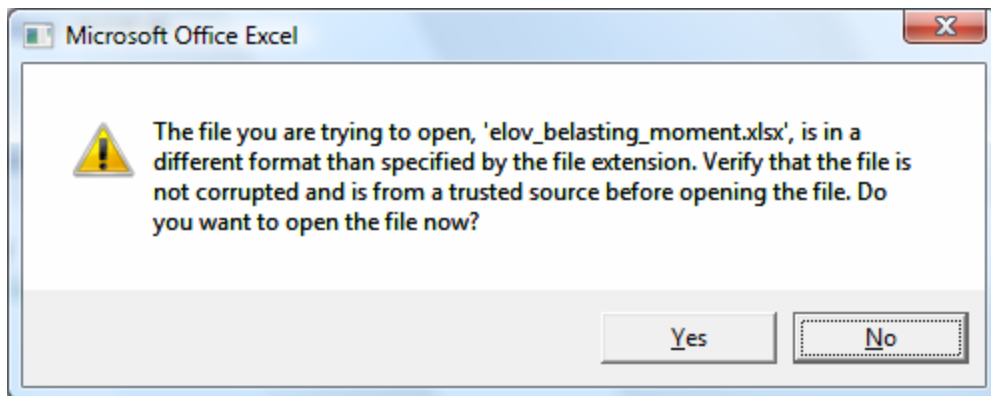 Microsoft Office Excel
The file you are trying to open, 'elov_belasting_moment.xlsx', is in a
different format than specified by the file extension. Verify that the file is
not corrupted and is from a trusted source before opening the file. Do
you want to open the file now?
Yes
No